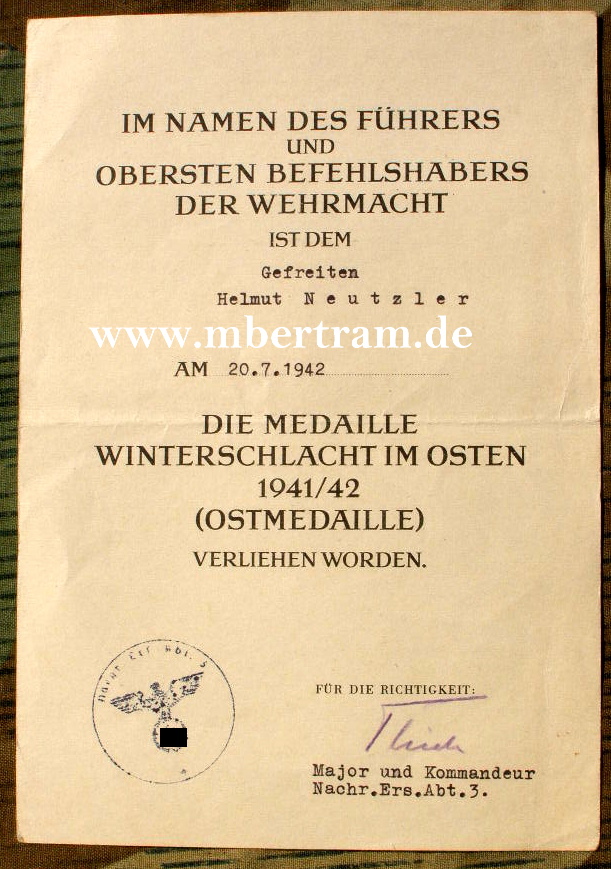 IM NAMEN DES FÜHRERS
UND
OBERSTEN BEFEHLSHABERS
DER WEHRMACHT
IST DEM
Gefreiten
Helmut N e u t z l e r
www.mbertram.de
AM 20.7.1942
DIE MEDAILLE
WINTERSCHLACHT IM OSTEN
1941/42
(OSTMEDAILLE)
VERLIEHEN WORDEN.
FÜR DIE RICHTIGKEIT:
Major und Kommandeur
Nachr.Ers.Abt.3.